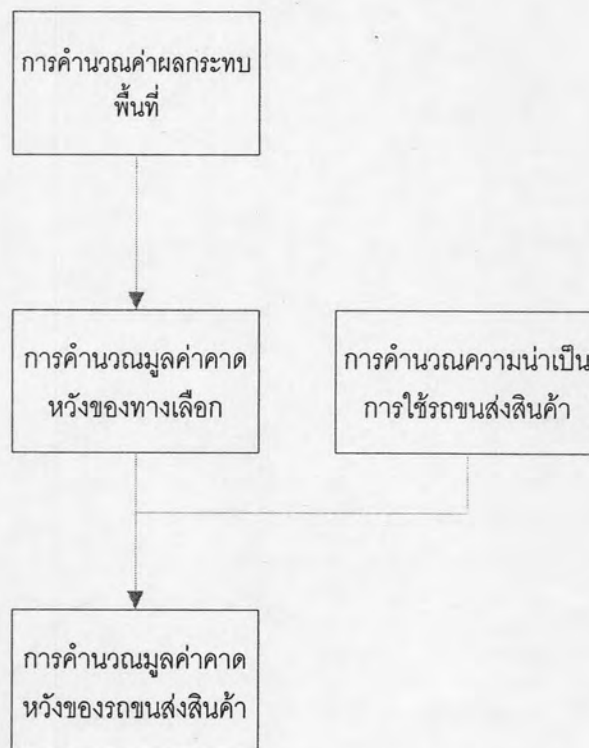 การคำนวณค่าผลกระทบ
พื้นที่
การคำนวณมูลค่าคาด
หวังของทางเลือก
การคำนวณความน่าเป็น
การใช้รถขนส่งสินค้า
การคำนวณมูลค่าคาด
หวังของรถขนส่งสินค้า